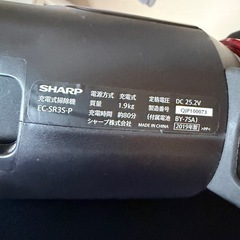 SHARP
充電式掃除機
EC-SR3S-P
電源方式 充電式
質量 1.9kg
充電時間 約80分
シャープ株式会社
MADE IN CHINA
定格電圧 DC 25.2V
製造番号
付属電池 BY-7SA1
2019年製